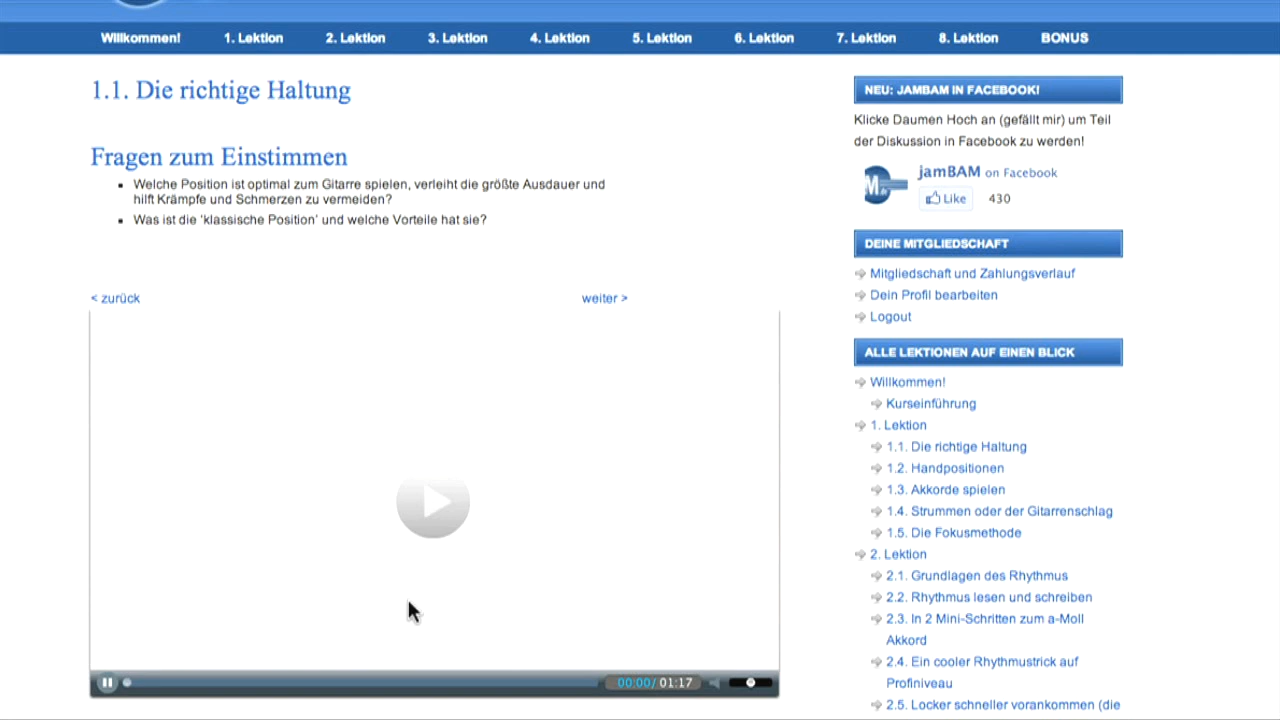 Willkommen! 1. Lektion 2. Lektion 3. Lektion 4. Lektion 5. Lektion 6. Lektion 7. Lektion 8. Lektion BONUS
1.1. Die richtige Haltung
Fragen zum Einstimmen
Welche Position ist optimal zum Gitarre spielen, verleiht die größte Ausdauer und
hilft Krämpfe und Schmerzen zu vermeiden?
Was ist die 'klassische Position' und welche Vorteile hat sie?
< zurück weiter >
00:00/ 01:17
NEU: JAMBAM IN FACEBOOK!
Klicke Daumen Hoch an (gefällt mir) um Teil
der Diskussion in Facebook zu werden!
jamBAM on Facebook
Like 430
DEINE MITGLIEDSCHAFT
Mitgliedschaft und Zahlungsverlauf
Dein Profil bearbeiten
Logout
ALLE LEKTIONEN AUF EINEN BLICK
Willkommen!
Kurseinführung
1. Lektion
1.1. Die richtige Haltung
1.2. Handpositionen
1.3. Akkorde spielen
1.4. Strummen oder der Gitarrenschlag
1.5. Die Fokusmethode
2. Lektion
2.1. Grundlagen des Rhythmus
2.2. Rhythmus lesen und schreiben
2.3. In 2 Mini-Schritten zum a-Moll
Akkord
2.4. Ein cooler Rhythmustrick auf
Profiniveau
2.5. Locker schneller vorankommen (die